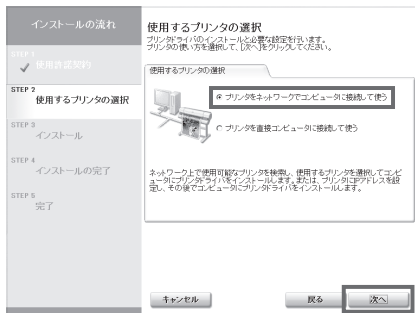 インストールの流れ
STEP 1
使用許諾契約
STEP 2
使用するプリンタの選択
STEP 3
インストール
STEP 4
インストールの完了
STEP 5
完了
使用するプリンタの選択
プリンタドライバのインストールと必要な設定を行います。
プリンタの使い方を選択して、[次へ]をクリックしてください。
使用するプリンタの選択
プリンタをネットワークでコンピュータに接続して使う
プリンタを直接コンピュータに接続して使う
ネットワーク上で使用可能なプリンタを検索し、使用するプリンタを選択してコンピ
ュータにプリンタドライバをインストールします。または、プリンタにIPアドレスを設
定し、その後でコンピュータにプリンタドライバをインストールします。
キャンセル
戻る
次へ